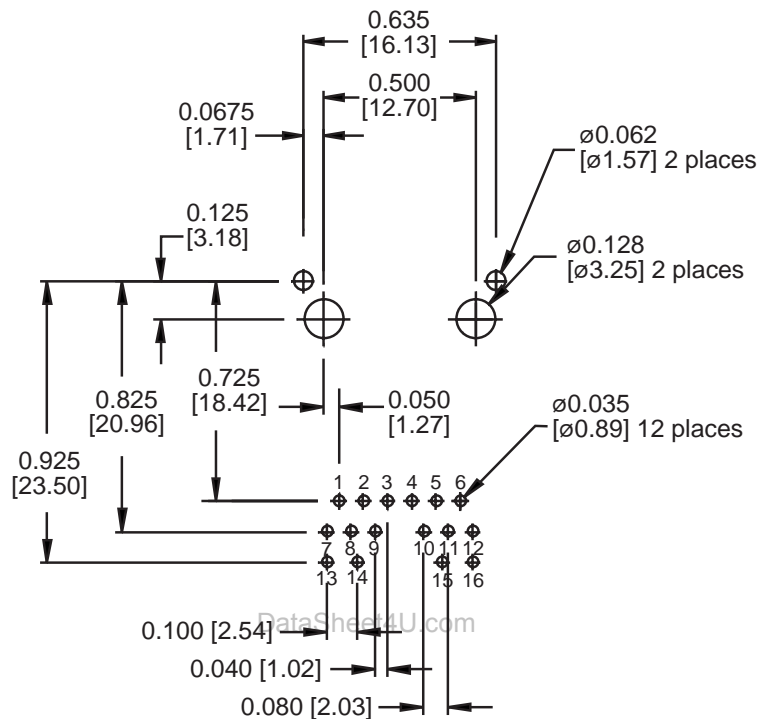 0.635
[16.13]
0.500
[12.70]
0.0675
[1.71]
ø0.062
[ø1.57] 2 places
0.125
[3.18]
ø0.128
[ø3.25] 2 places
0.725
[18.42]
0.050
[1.27]
ø0.035
[ø0.89] 12 places
0.825
[20.96]
0.925
[23.50]
1 2 3 4 5 6
7 8 9 10 11 12
13 14 15 16
DataSheet4U.com
0.100 [2.54]
0.040 [1.02]
0.080 [2.03]